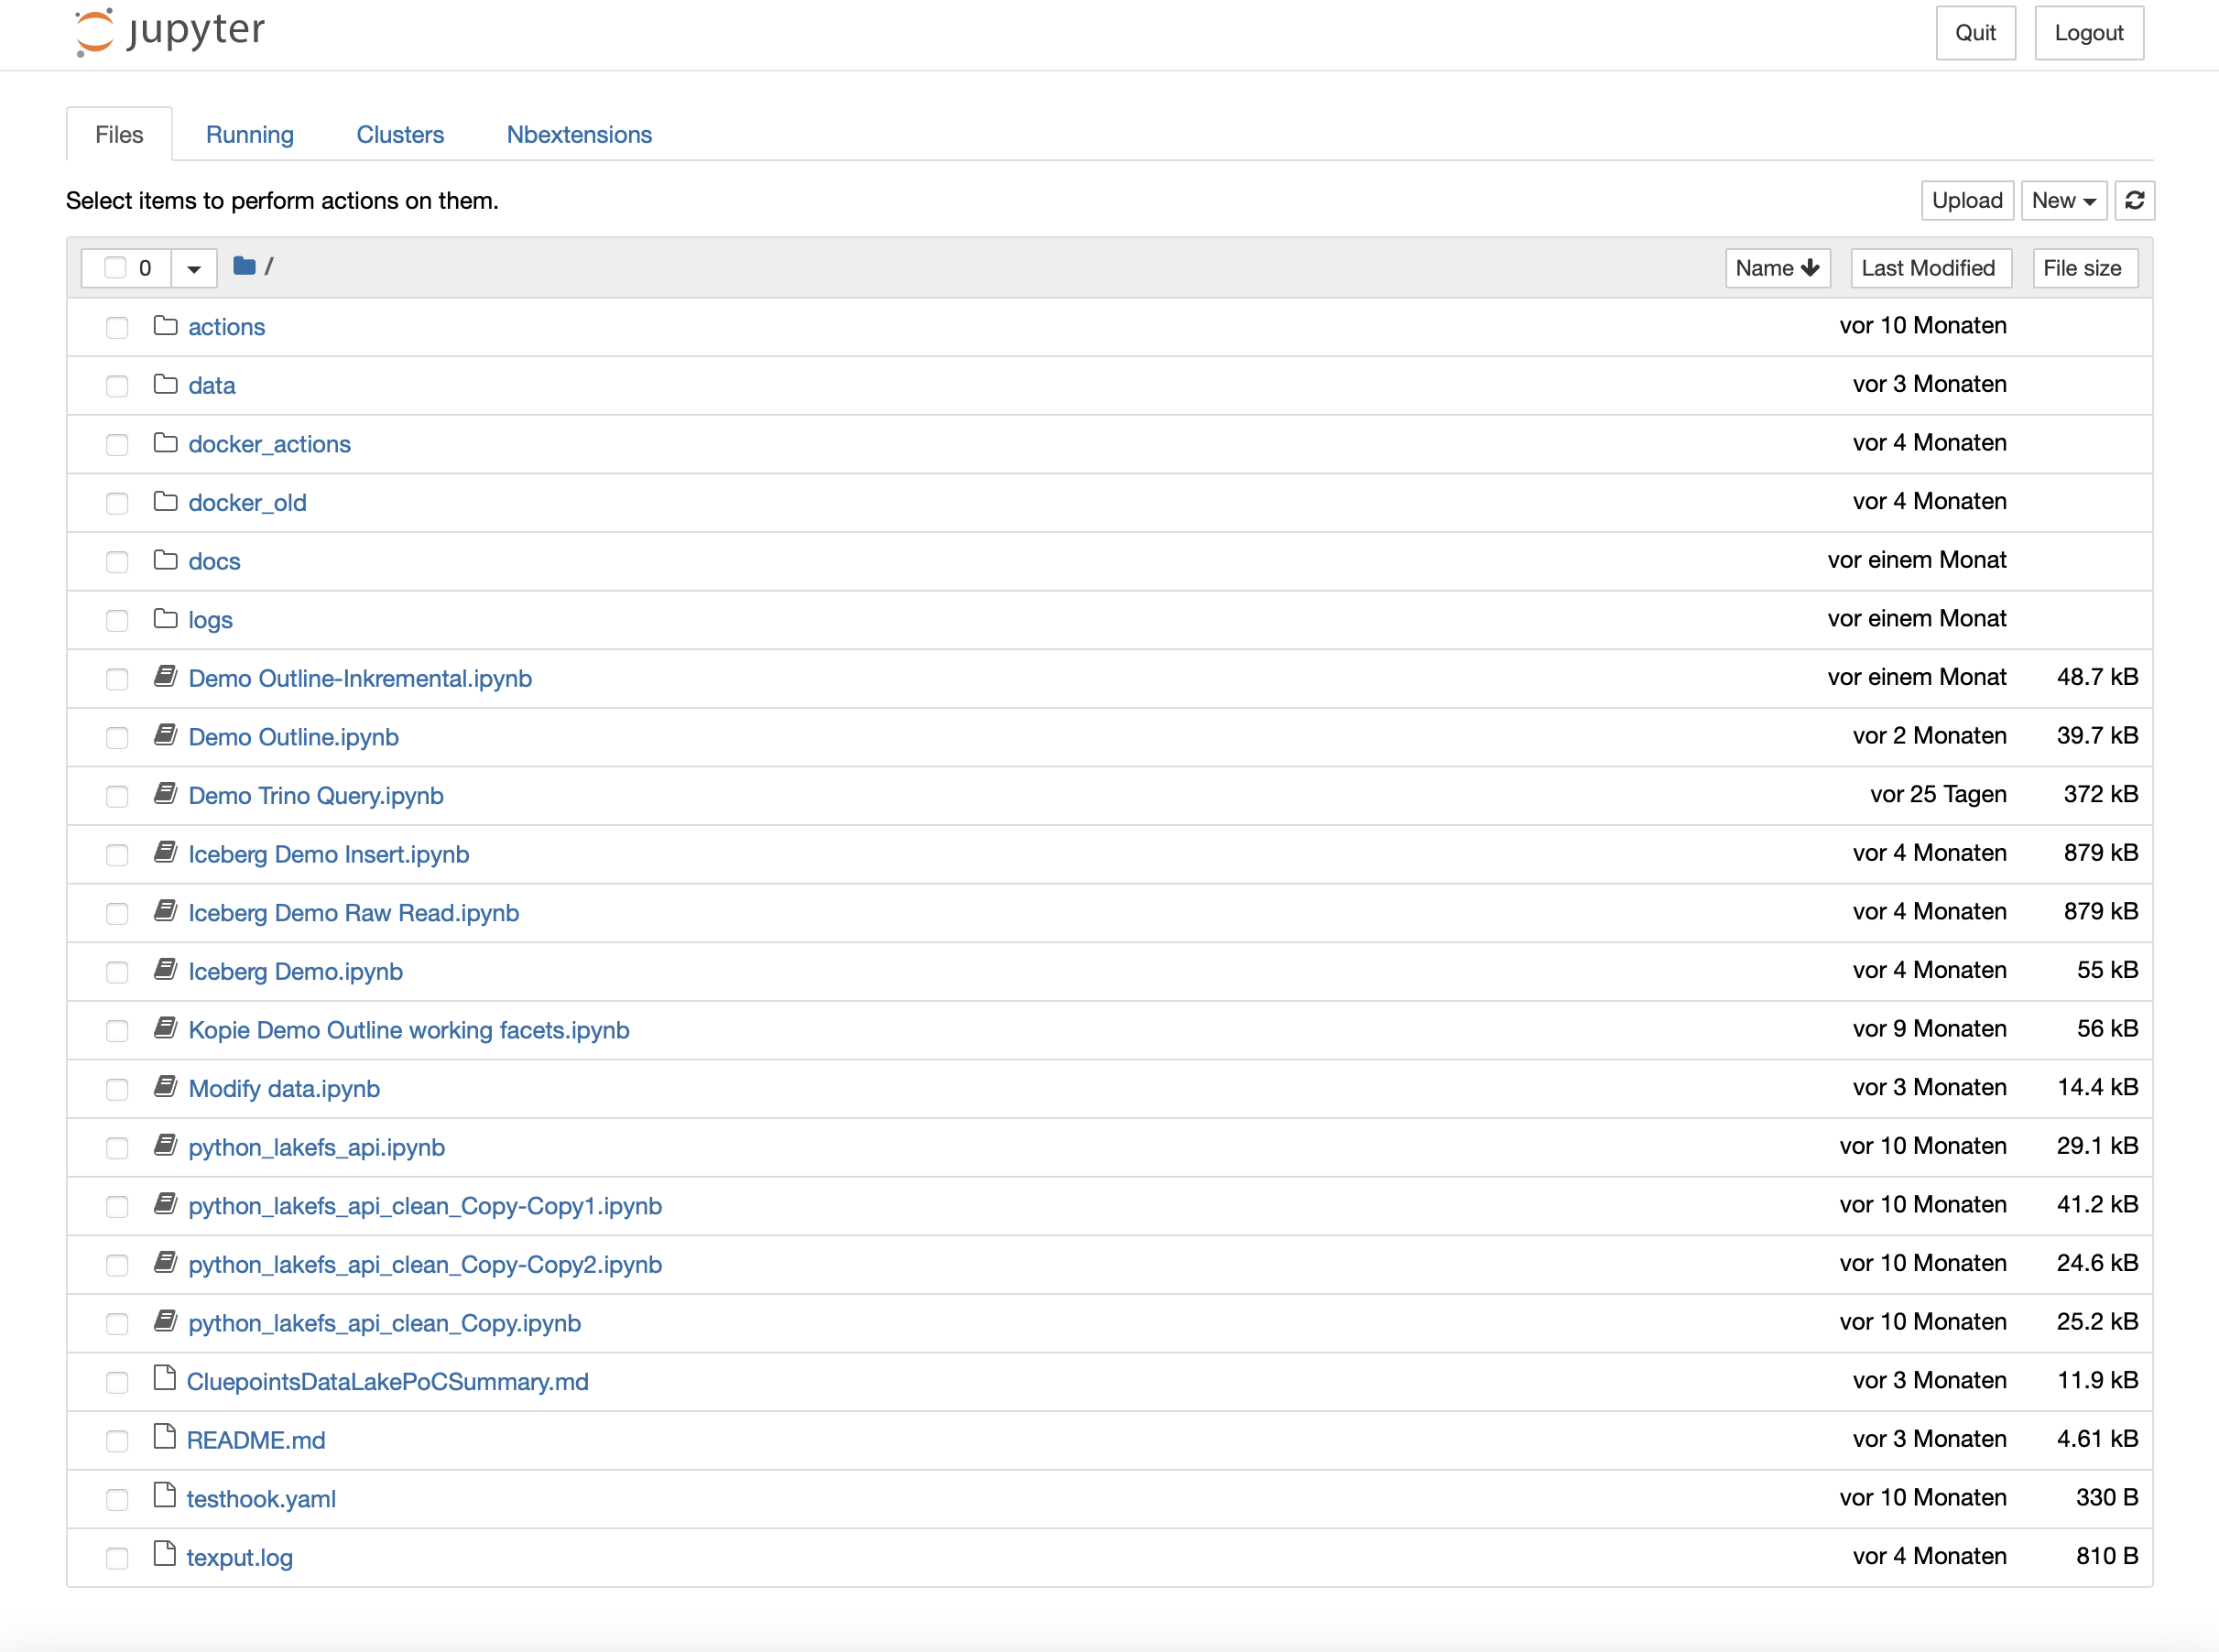 jupyter Quit Logout
Files Running Clusters Nbextensions
Select items to perform actions on them. Upload New
0 / Name Last Modified File size
actions vor 10 Monaten
data vor 3 Monaten
docker_actions vor 4 Monaten
docker_old vor 4 Monaten
docs vor einem Monat
logs vor einem Monat
Demo Outline-Inkremental.ipynb vor einem Monat 48.7 kB
Demo Outline.ipynb vor 2 Monaten 39.7 kB
Demo Trino Query.ipynb vor 25 Tagen 372 kB
Iceberg Demo Insert.ipynb vor 4 Monaten 879 kB
Iceberg Demo Raw Read.ipynb vor 4 Monaten 879 kB
Iceberg Demo.ipynb vor 4 Monaten 55 kB
Kopie Demo Outline working facets.ipynb vor 9 Monaten 56 kB
Modify data.ipynb vor 3 Monaten 14.4 kB
python_lakefs_api.ipynb vor 10 Monaten 29.1 kB
python_lakefs_api_clean_Copy-Copy1.ipynb vor 10 Monaten 41.2 kB
python_lakefs_api_clean_Copy-Copy2.ipynb vor 10 Monaten 24.6 kB
python_lakefs_api_clean_Copy.ipynb vor 10 Monaten 25.2 kB
CluepointsDataLakePoCSummary.md vor 3 Monaten 11.9 kB
README.md vor 3 Monaten 4.61 kB
testhook.yaml vor 10 Monaten 330 B
texput.log vor 4 Monaten 810 B